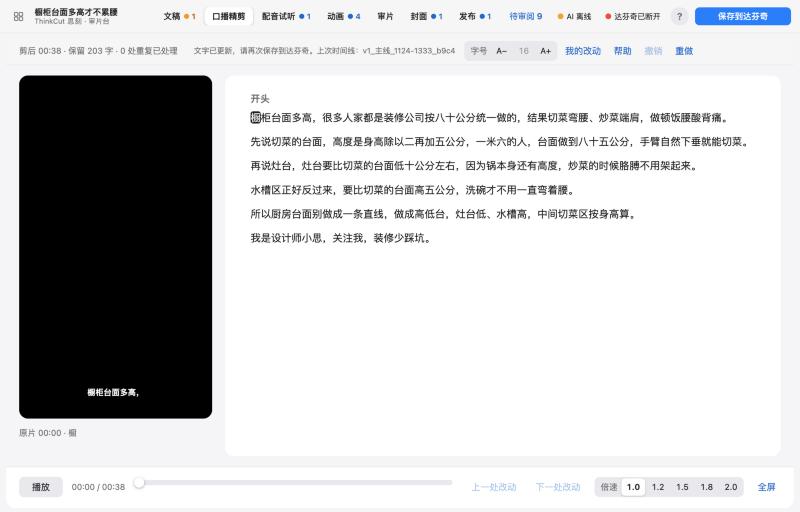 橱柜台面多高才不累腰
ThinkCut 思刻 · 审片台
文稿 1 口播精剪 配音试听 1 动画 4 审片 封面 1 发布 1 待审阅 9 AI 离线 达芬奇已断开 ? 保存到达芬奇
剪后 00:38 · 保留 203 字 · 0 处重复已处理 文字已更新，请再次保存到达芬奇。上次时间线：v1_主线_1124-1333_b9c4 字号 A− 16 A+ 我的改动 帮助 撤销 重做
开头
橱柜台面多高，很多人家都是装修公司按八十公分统一做的，结果切菜弯腰、炒菜端肩，做顿饭腰酸背痛。
先说切菜的台面，高度是身高除以二再加五公分，一米六的人，台面做到八十五公分，手臂自然下垂就能切菜。
再说灶台，灶台要比切菜的台面低十公分左右，因为锅本身还有高度，炒菜的时候胳膊不用架起来。
水槽区正好反过来，要比切菜的台面高五公分，洗碗才不用一直弯着腰。
所以厨房台面别做成一条直线，做成高低台，灶台低、水槽高，中间切菜区按身高算。
我是设计师小思，关注我，装修少踩坑。
橱柜台面多高，
原片 00:00 · 橱
播放 00:00 / 00:38 上一处改动 下一处改动 倍速 1.0 1.2 1.5 1.8 2.0 全屏